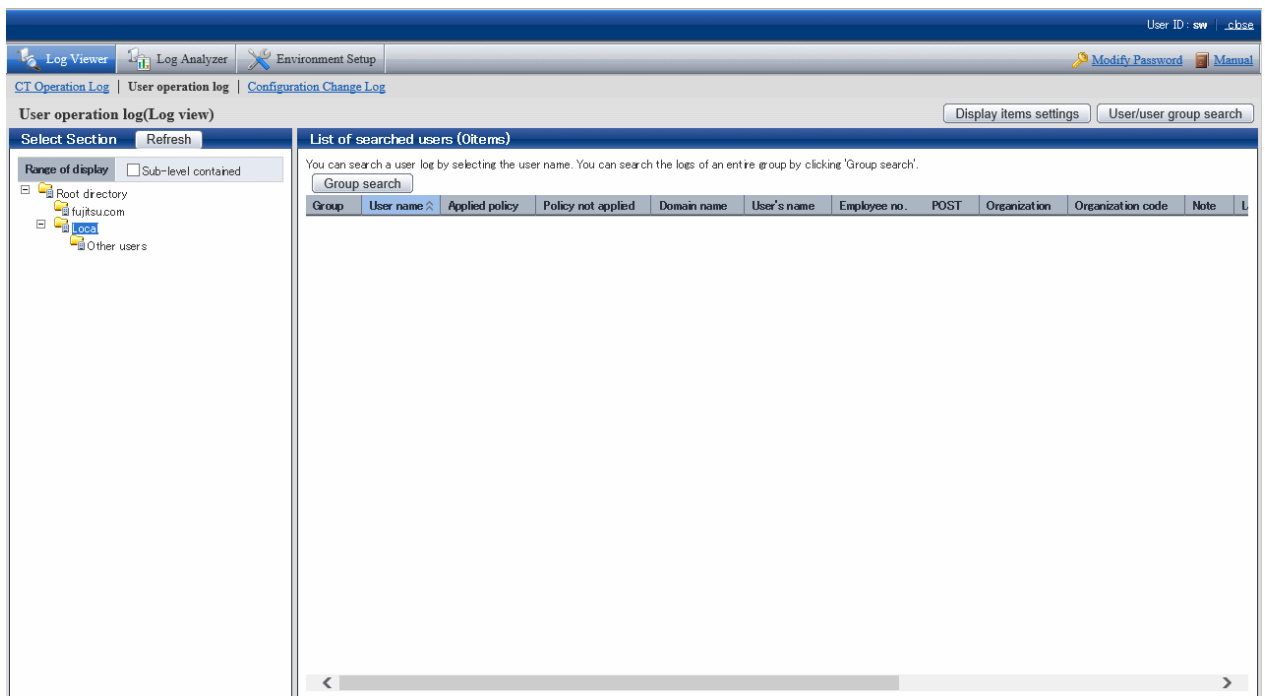 User ID : sw | close
Log Viewer Log Analyzer Environment Setup Modify Password Manual
CT Operation Log | User operation log | Configuration Change Log
User operation log(Log view) Display items settings User/user group search
Select Section Refresh
Range of display Sub-level contained
Root directory
fujitsu.com
Local
Other users
List of searched users (0items)
You can search a user log by selecting the user name. You can search the logs of an entire group by clicking 'Group search'.
Group search
Group User name Applied policy Policy not applied Domain name User's name Employee no. POST Organization Organization code Note